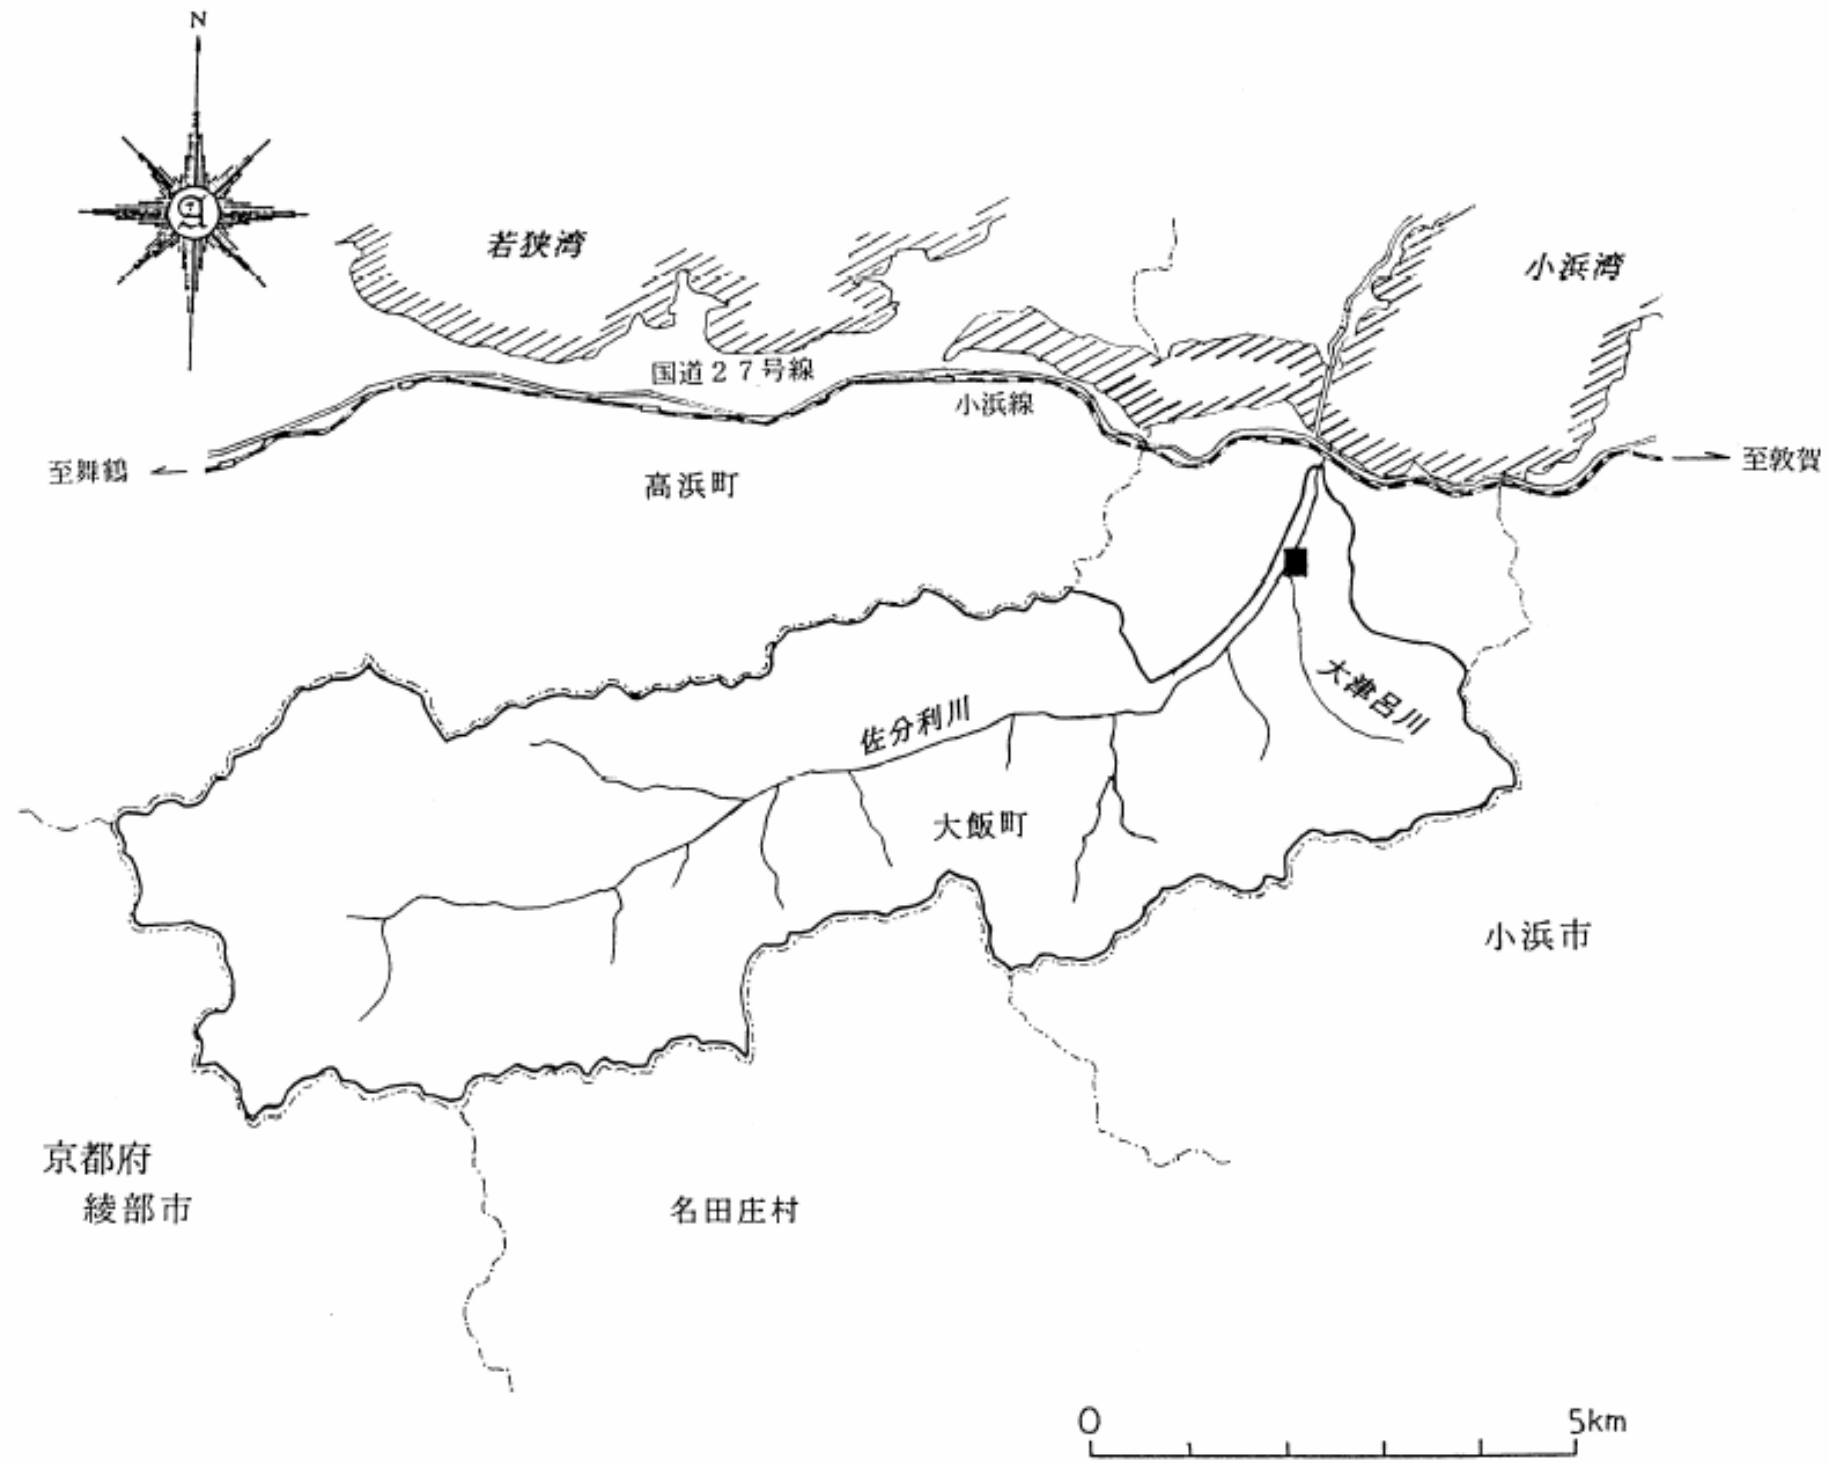 N
若狭湾
小浜湾
国道27号線
小浜線
至舞鶴
至敦賀
高浜町
大津呂川
佐分利川
大飯町
小浜市
京都府
綾部市
名田庄村
0 5km